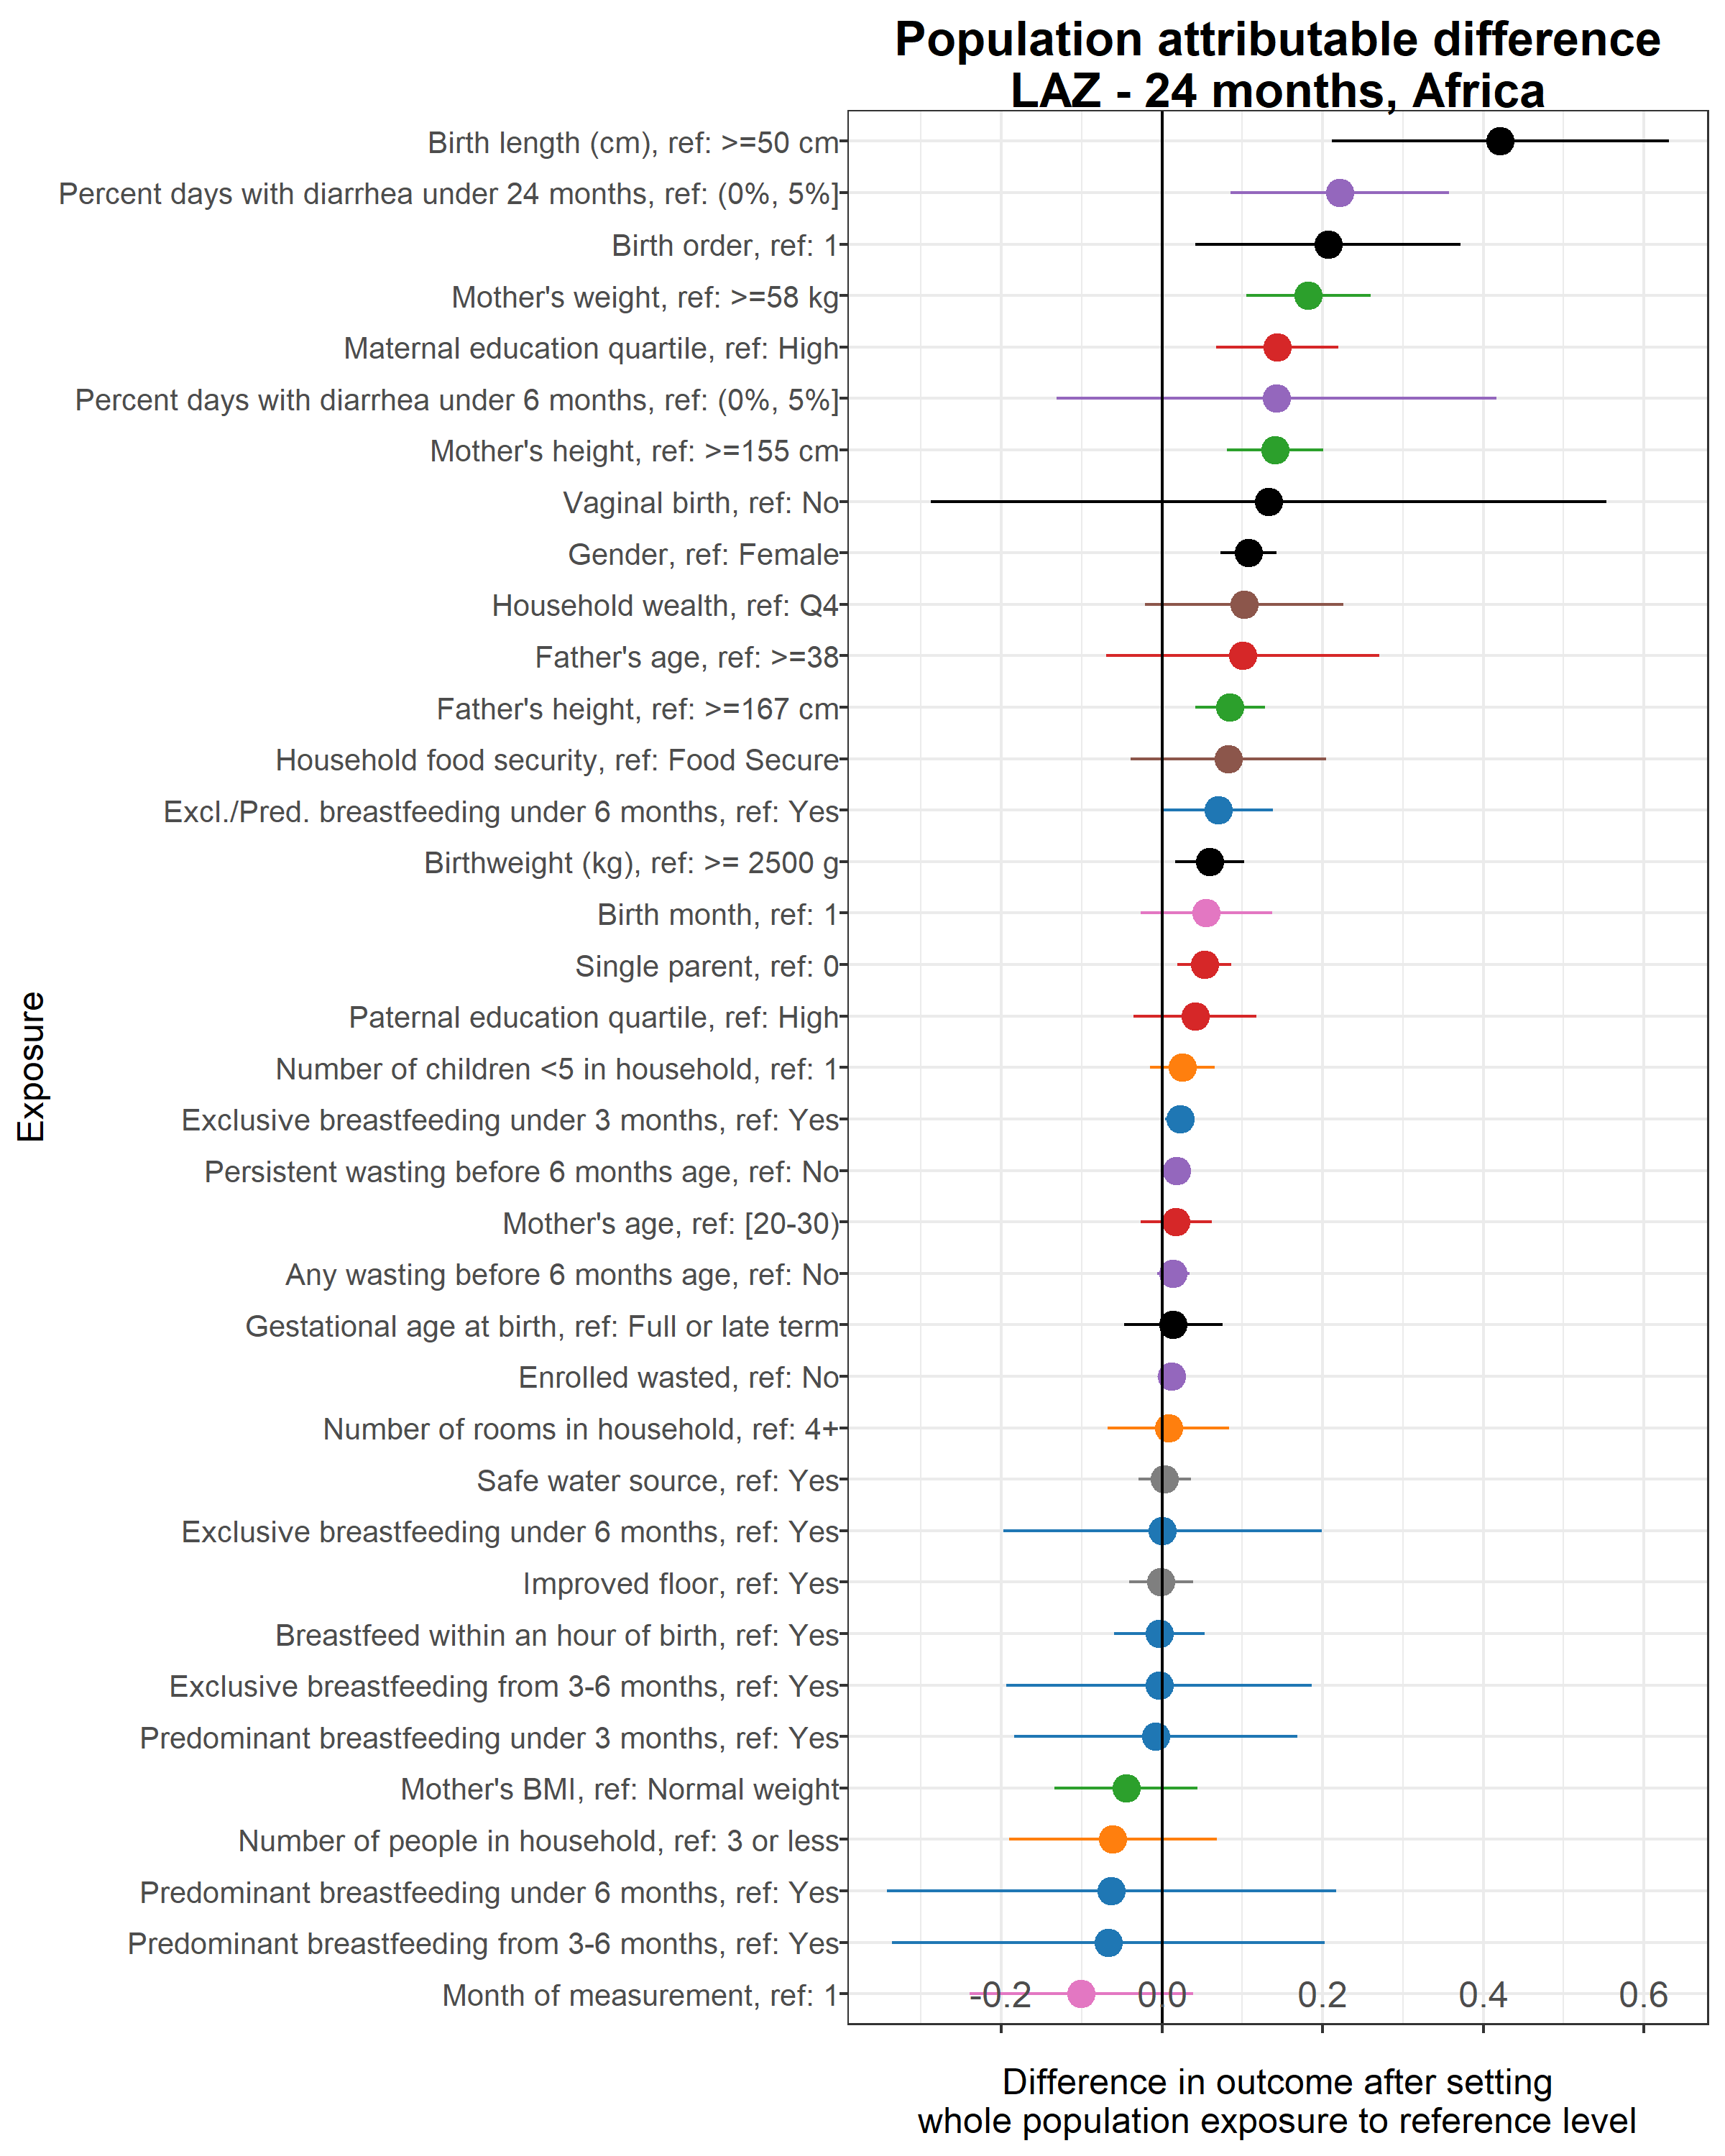 Population attributable difference
LAZ - 24 months, Africa
Birth length (cm), ref: >=50 cm
Percent days with diarrhea under 24 months, ref: (0%, 5%]
Birth order, ref: 1
Mother's weight, ref: >=58 kg
Maternal education quartile, ref: High
Percent days with diarrhea under 6 months, ref: (0%, 5%]
Mother's height, ref: >=155 cm
Vaginal birth, ref: No
Gender, ref: Female
Household wealth, ref: Q4
Father's age, ref: >=38
Father's height, ref: >=167 cm
Household food security, ref: Food Secure
Excl./Pred. breastfeeding under 6 months, ref: Yes
Birthweight (kg), ref: >= 2500 g
Birth month, ref: 1
Single parent, ref: 0
Paternal education quartile, ref: High
Number of children <5 in household, ref: 1
Exclusive breastfeeding under 3 months, ref: Yes
Persistent wasting before 6 months age, ref: No
Mother's age, ref: [20-30)
Any wasting before 6 months age, ref: No
Gestational age at birth, ref: Full or late term
Enrolled wasted, ref: No
Number of rooms in household, ref: 4+
Safe water source, ref: Yes
Exclusive breastfeeding under 6 months, ref: Yes
Improved floor, ref: Yes
Breastfeed within an hour of birth, ref: Yes
Exclusive breastfeeding from 3-6 months, ref: Yes
Predominant breastfeeding under 3 months, ref: Yes
Mother's BMI, ref: Normal weight
Number of people in household, ref: 3 or less
Predominant breastfeeding under 6 months, ref: Yes
Predominant breastfeeding from 3-6 months, ref: Yes
Month of measurement, ref: 1
Exposure
-0.2 0.0 0.2 0.4 0.6
Difference in outcome after setting
whole population exposure to reference level